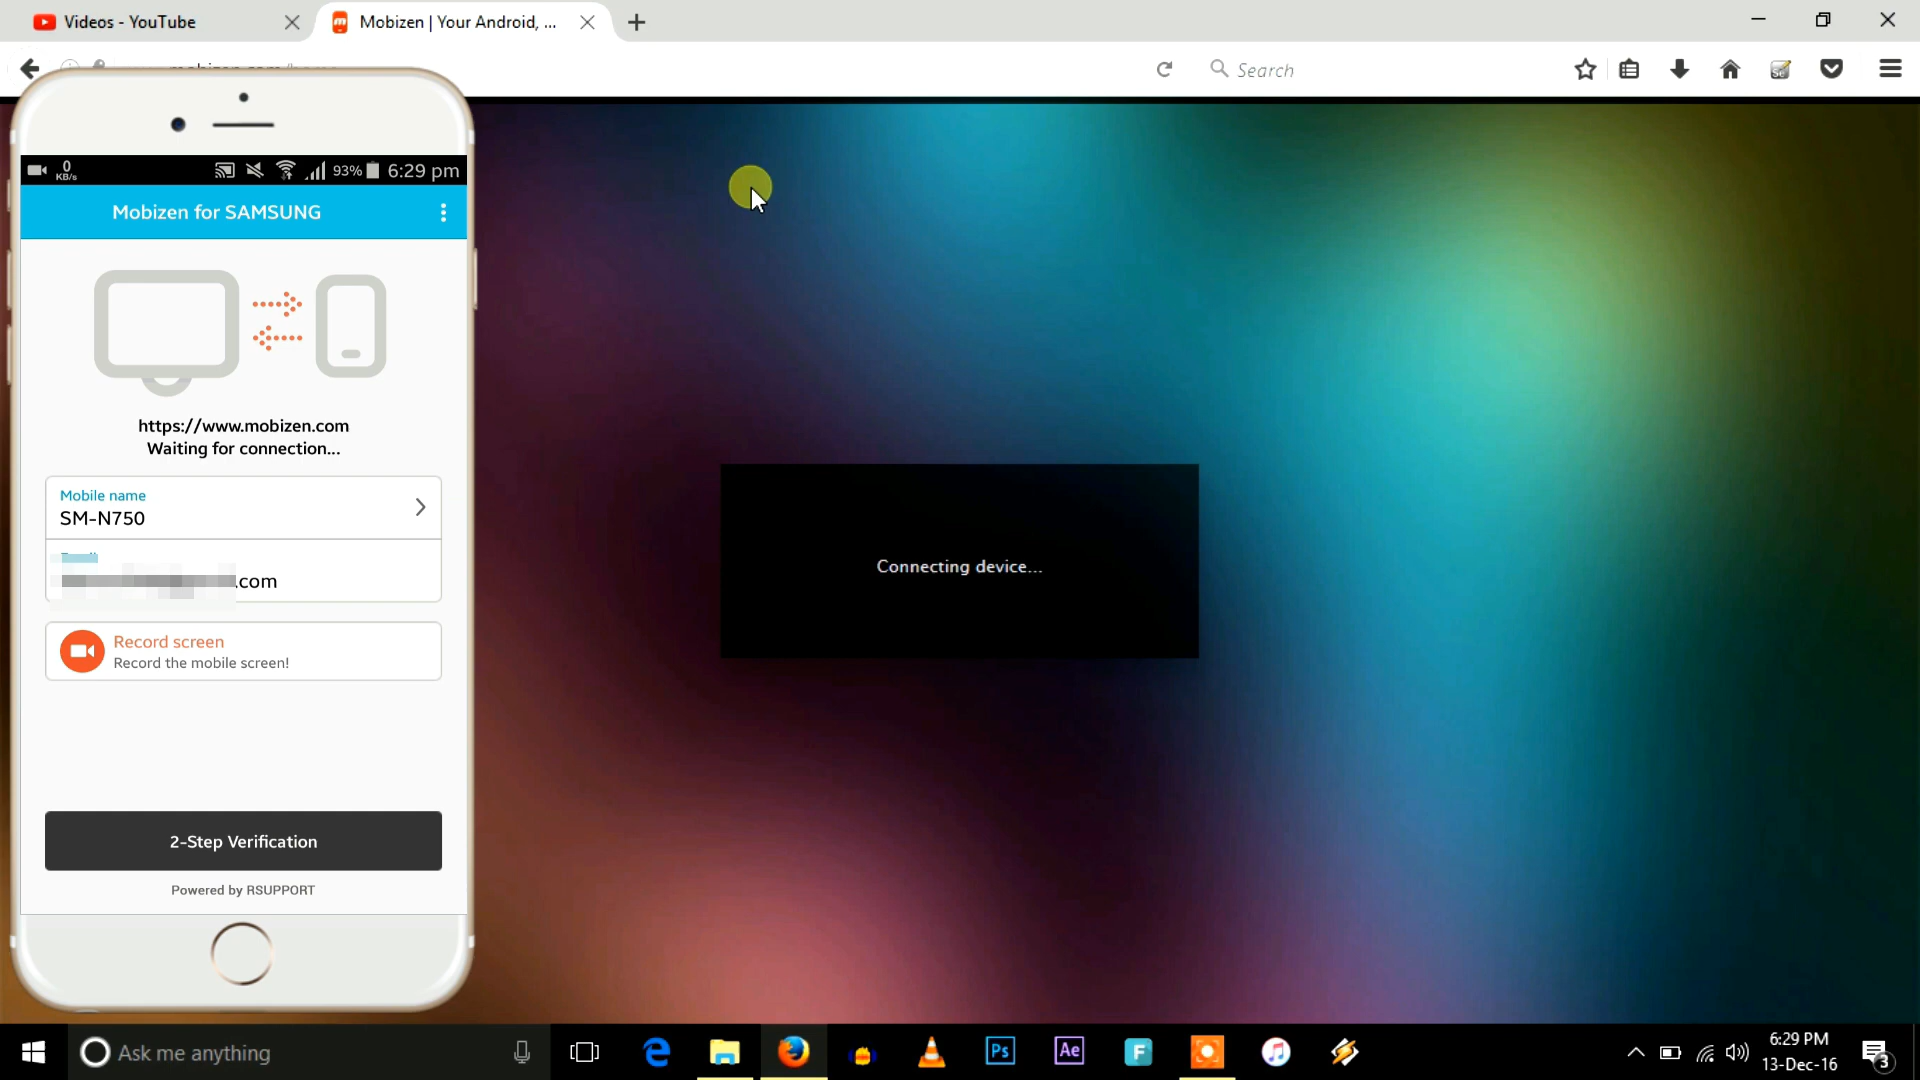 Videos - YouTube
Mobizen | Your Android, ...
Search
0
KB/s
93%
6:29 pm
Mobizen for SAMSUNG
https://www.mobizen.com
Waiting for connection...
Mobile name
SM-N750
.com
Record screen
Record the mobile screen!
2-Step Verification
Powered by RSUPPORT
Connecting device...
Ask me anything
Ps
Ae
F
6:29 PM
13-Dec-16
3